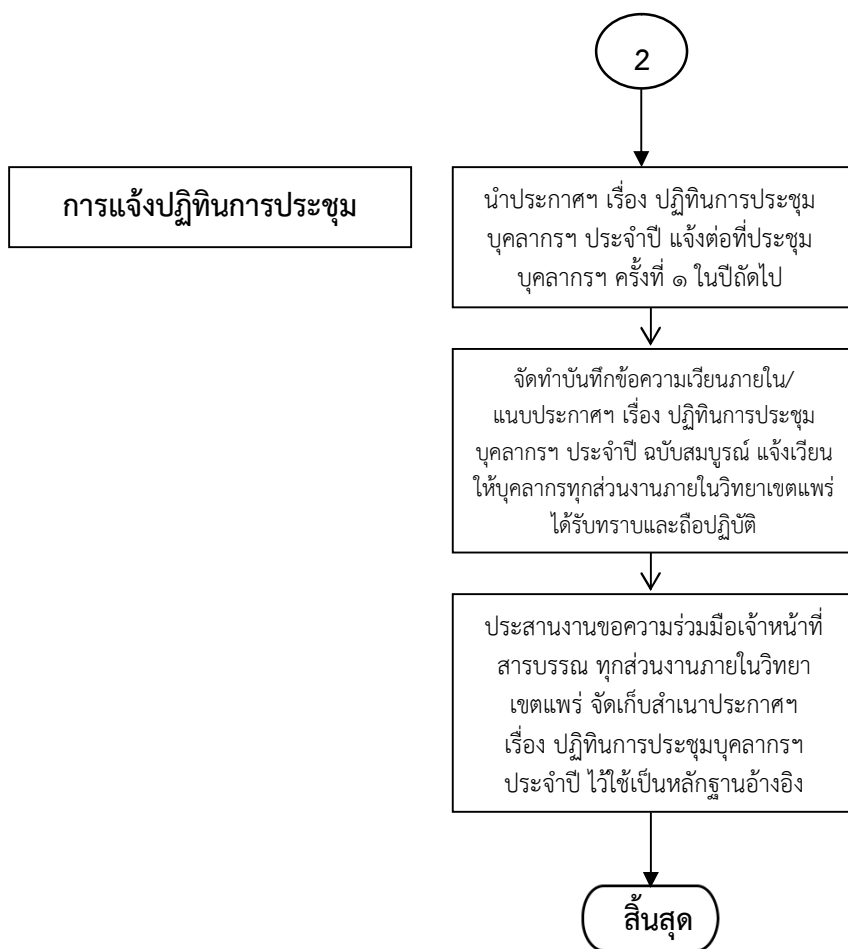 2
การแจ้งปฏิทินการประชุม
นำประกาศฯ เรื่อง ปฏิทินการประชุม
บุคลากรฯ ประจำปี แจ้งต่อที่ประชุม
บุคลากรฯ ครั้งที่ ๑ ในปีถัดไป
จัดทำบันทึกข้อความเวียนภายใน/
แนบประกาศฯ เรื่อง ปฏิทินการประชุม
บุคลากรฯ ประจำปี ฉบับสมบูรณ์ แจ้งเวียน
ให้บุคลากรทุกส่วนงานภายในวิทยาเขตแพร่
ได้รับทราบและถือปฏิบัติ
ประสานงานขอความร่วมมือเจ้าหน้าที่
สารบรรณ ทุกส่วนงานภายในวิทยา
เขตแพร่ จัดเก็บสำเนาประกาศฯ
เรื่อง ปฏิทินการประชุมบุคลากรฯ
ประจำปี ไว้ใช้เป็นหลักฐานอ้างอิง
สิ้นสุด